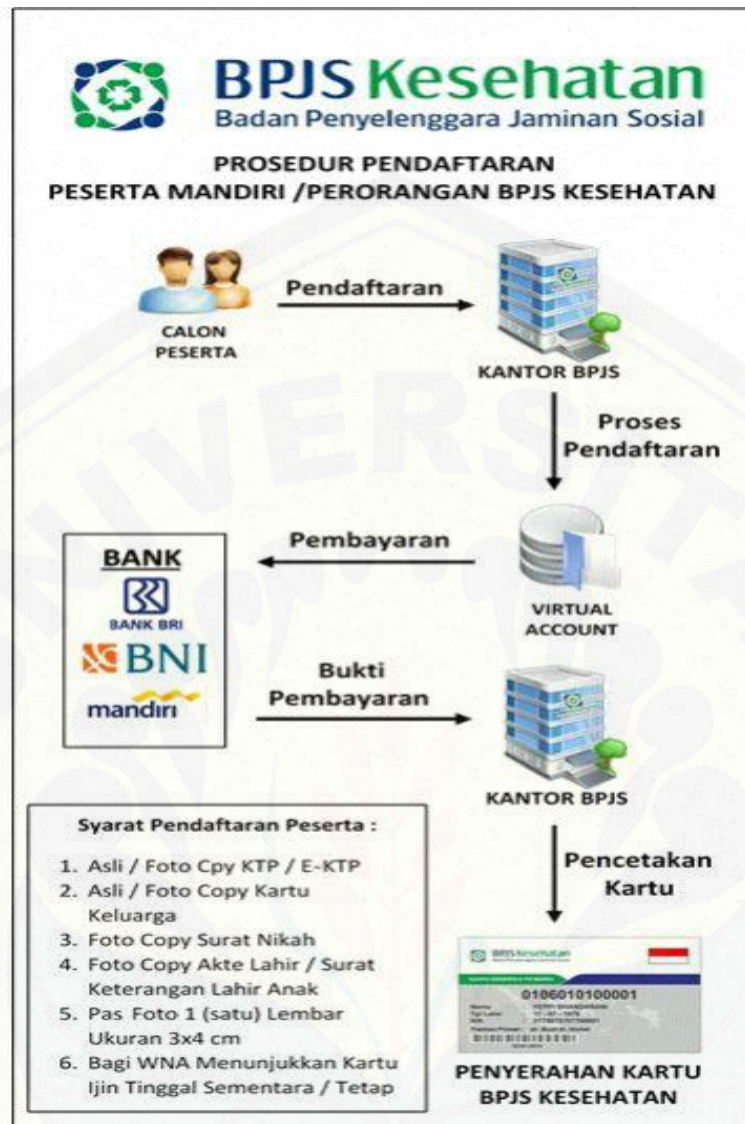 BPJS Kesehatan
Badan Penyelenggara Jaminan Sosial
PROSEDUR PENDAFTARAN
PESERTA MANDIRI /PERORANGAN BPJS KESEHATAN
CALON
PESERTA
Pendaftaran
KANTOR BPJS
Proses
Pendaftaran
VIRTUAL
ACCOUNT
Pembayaran
BANK
BANK BRI
BNI
mandiri
Bukti
Pembayaran
KANTOR BPJS
Pencetakan
Kartu
BPJS Kesehatan
0106010100001
PENYERAHAN KARTU
BPJS KESEHATAN
Syarat Pendaftaran Peserta :
1. Asli / Foto Cpy KTP / E-KTP
2. Asli / Foto Copy Kartu
Keluarga
3. Foto Copy Surat Nikah
4. Foto Copy Akte Lahir / Surat
Keterangan Lahir Anak
5. Pas Foto 1 (satu) Lembar
Ukuran 3x4 cm
6. Bagi WNA Menunjukkan Kartu
Ijin Tinggal Sementara / Tetap